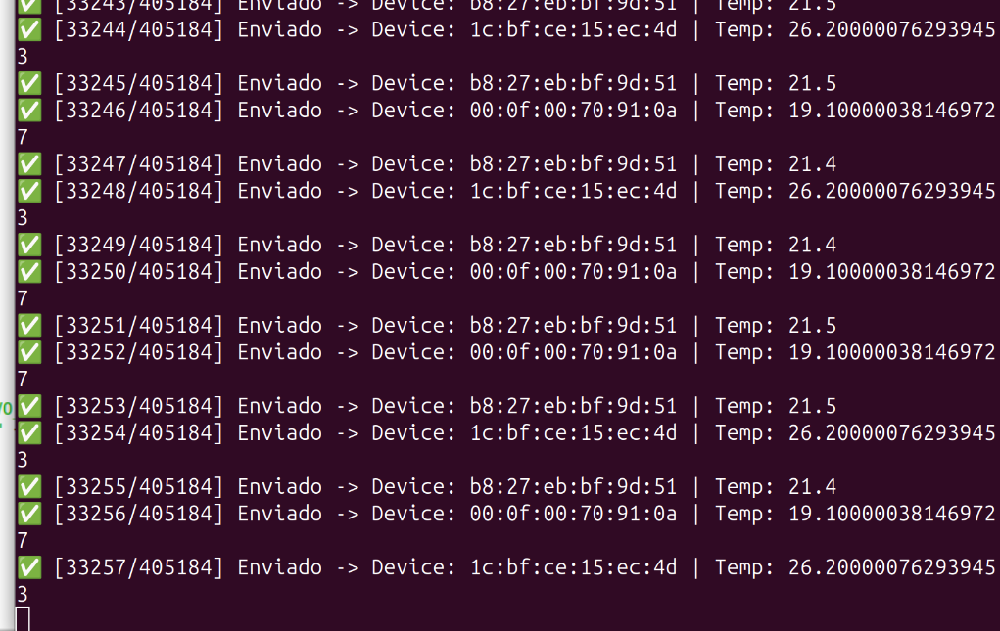 ✅ [33243/405184] Enviado -> Device: b8:27:eb:bf:9d:51 | Temp: 21.5
✅ [33244/405184] Enviado -> Device: 1c:bf:ce:15:ec:4d | Temp: 26.20000076293945
3
✅ [33245/405184] Enviado -> Device: b8:27:eb:bf:9d:51 | Temp: 21.5
✅ [33246/405184] Enviado -> Device: 00:0f:00:70:91:0a | Temp: 19.10000038146972
7
✅ [33247/405184] Enviado -> Device: b8:27:eb:bf:9d:51 | Temp: 21.4
✅ [33248/405184] Enviado -> Device: 1c:bf:ce:15:ec:4d | Temp: 26.20000076293945
3
✅ [33249/405184] Enviado -> Device: b8:27:eb:bf:9d:51 | Temp: 21.4
✅ [33250/405184] Enviado -> Device: 00:0f:00:70:91:0a | Temp: 19.10000038146972
7
✅ [33251/405184] Enviado -> Device: b8:27:eb:bf:9d:51 | Temp: 21.5
✅ [33252/405184] Enviado -> Device: 00:0f:00:70:91:0a | Temp: 19.10000038146972
7
✅ [33253/405184] Enviado -> Device: b8:27:eb:bf:9d:51 | Temp: 21.5
✅ [33254/405184] Enviado -> Device: 1c:bf:ce:15:ec:4d | Temp: 26.20000076293945
3
✅ [33255/405184] Enviado -> Device: b8:27:eb:bf:9d:51 | Temp: 21.4
✅ [33256/405184] Enviado -> Device: 00:0f:00:70:91:0a | Temp: 19.10000038146972
7
✅ [33257/405184] Enviado -> Device: 1c:bf:ce:15:ec:4d | Temp: 26.20000076293945
3